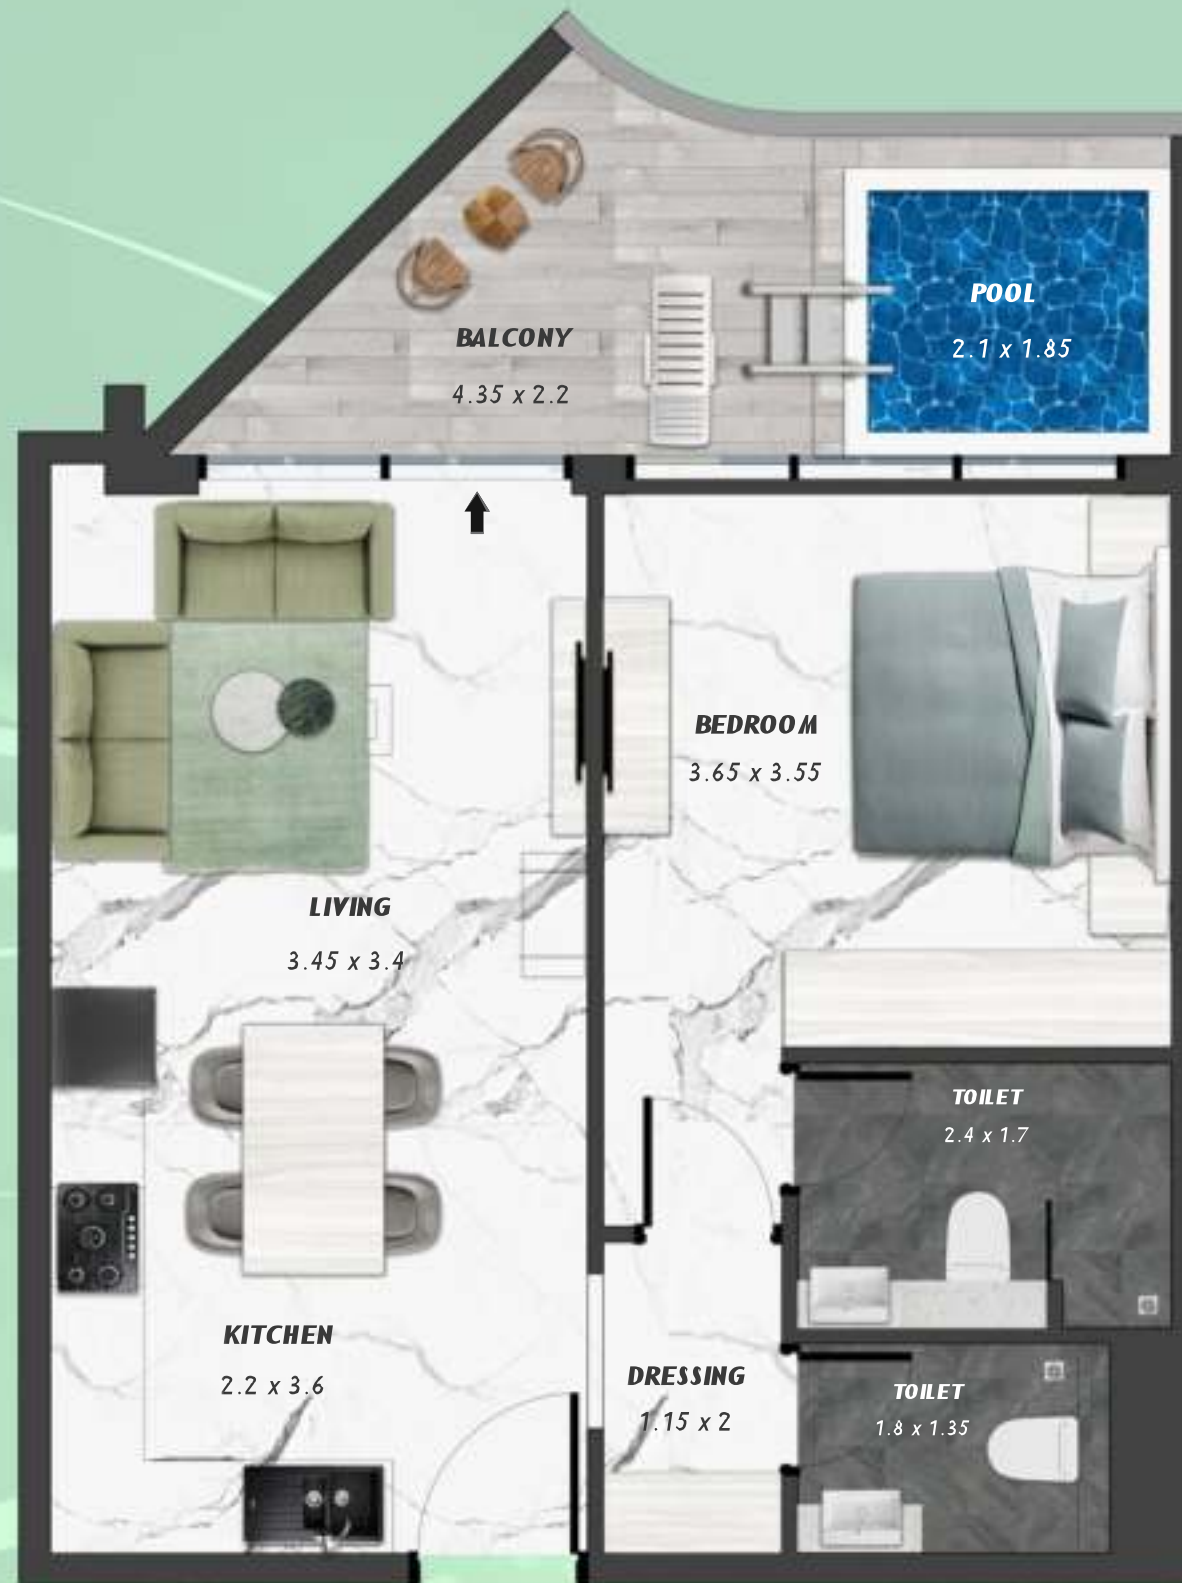 POOL
2.1 x 1.85
BALCONY
4.35 x 2.2
BEDROOM
3.65 x 3.55
LIVING
3.45 x 3.4
TOILET
2.4 x 1.7
KITCHEN
2.2 x 3.6
DRESSING
1.15 x 2
TOILET
1.8 x 1.35